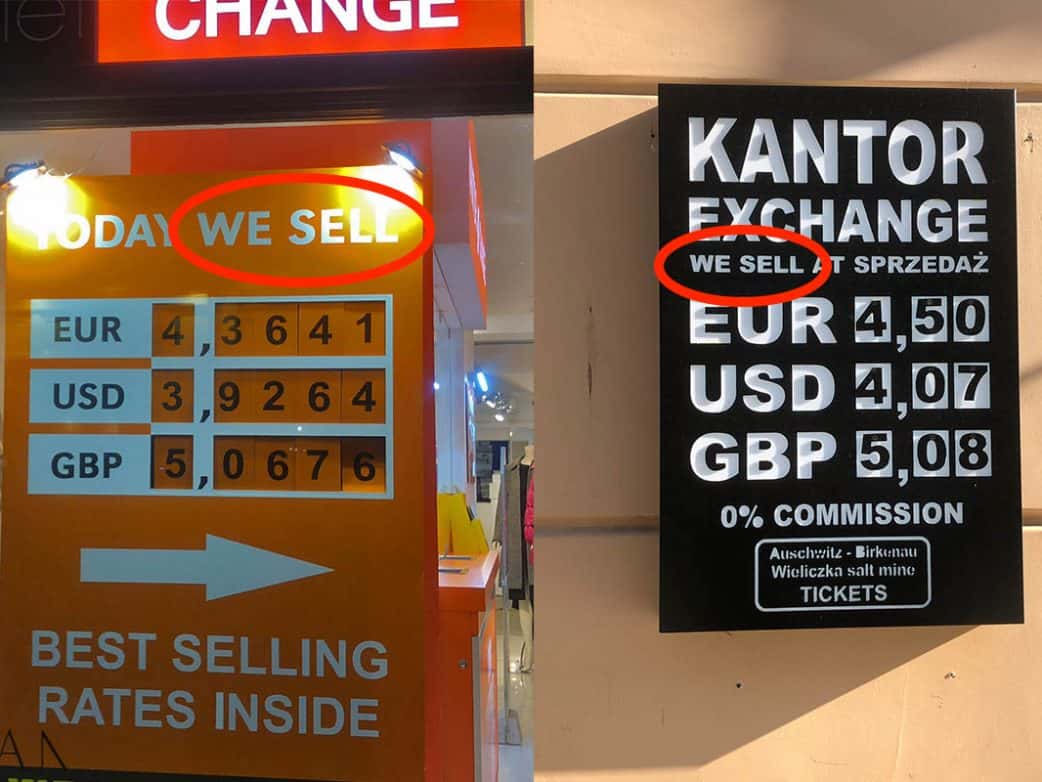 CHANGE
TODAY WE SELL
EUR 4,3641
USD 3,9264
GBP 5,0676
BEST SELLING
RATES INSIDE
KANTOR
EXCHANGE
WE SELL AT SPRZEDAŻ
EUR 4,50
USD 4,07
GBP 5,08
0% COMMISSION
Auschwitz - Birkenau
Wieliczka salt mine
TICKETS